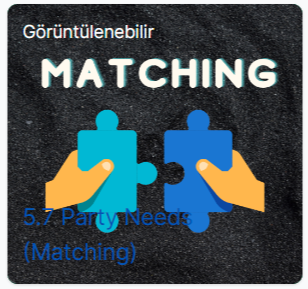 Görüntülenebilir
MATCHING
5.7 Party Needs
(Matching)